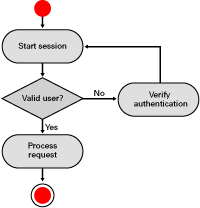 Start session
Valid user?
No
Verify
authentication
Yes
Process
request